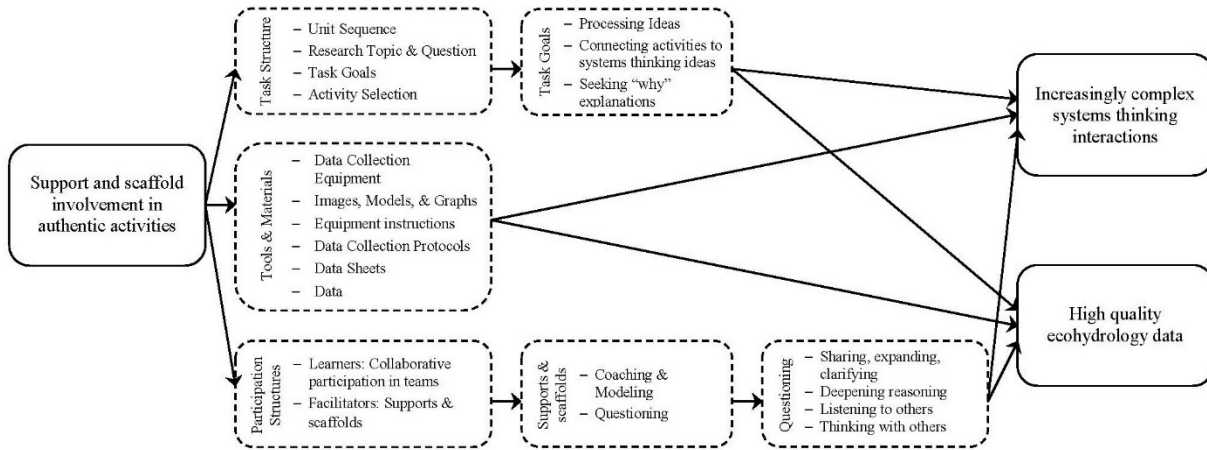 Support and scaffold
involvement in
authentic activities
Task Structure
– Unit Sequence
– Research Topic & Question
– Task Goals
– Activity Selection
Task Goals
– Processing Ideas
– Connecting activities to
systems thinking ideas
– Seeking “why”
explanations
Tools & Materials
– Data Collection
Equipment
– Images, Models, & Graphs
– Equipment instructions
– Data Collection Protocols
– Data Sheets
– Data
Participation
Structures
– Learners: Collaborative
participation in teams
– Facilitators: Supports &
scaffolds
Supports &
scaffolds
– Coaching &
Modeling
– Questioning
Questioning
– Sharing, expanding,
clarifying
– Deepening reasoning
– Listening to others
– Thinking with others
Increasingly complex
systems thinking
interactions
High quality
ecohydrology data